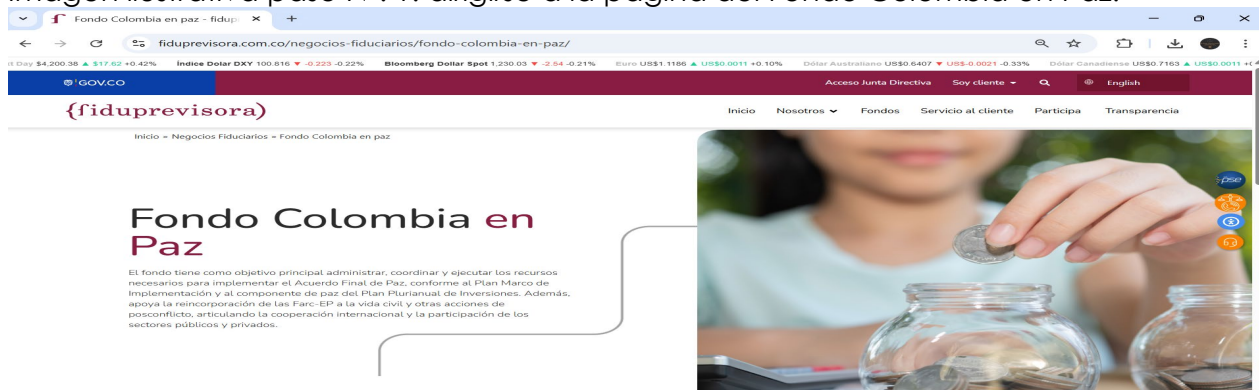 Fondo Colombia en paz - fidup
fiduprevisora.com.co/negocios-fiduciarios/fondo-colombia-en-paz/
Day $4,200.38 ▲ $17.62 +0.42% Índice Dolar DXY 100.816 ▼ -0.223 -0.22% Bloomberg Dollar Spot 1,230.03 ▼ -2.54 -0.21% Euro US$1.1186 ▲ US$0.0011 +0.10% Dólar Australiano US$0.6407 ▼ US$-0.0021 -0.33% Dólar Canadiense US$0.7163 ▲ US$0.0011
GOV.CO Acceso Junta Directiva Soy cliente English
{fiduprevisora) Inicio Nosotros Fondos Servicio al cliente Participa Transparencia
Inicio » Negocios Fiduciarios » Fondo Colombia en paz
pse
Fondo Colombia en
Paz
El fondo tiene como objetivo principal administrar, coordinar y ejecutar los recursos
necesarios para implementar el Acuerdo Final de Paz, conforme al Plan Marco de
Implementación y al componente de paz del Plan Plurianual de Inversiones. Además,
apoya la reincorporación de las Farc-EP a la vida civil y otras acciones de
posconflicto, articulando la cooperación internacional y la participación de los
sectores públicos y privados.